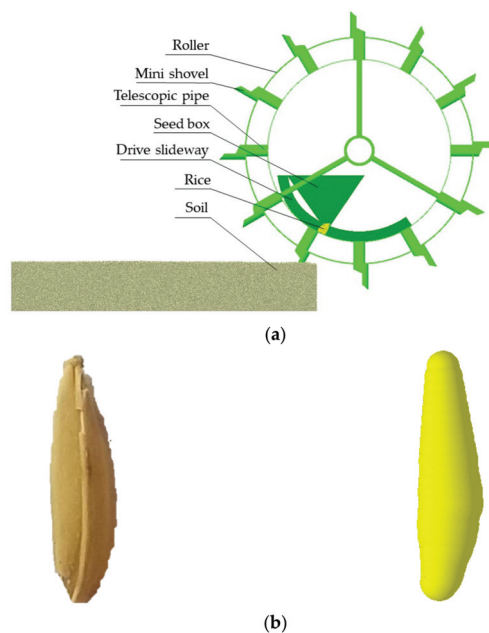 Roller
Mini shovel
Telescopic pipe
Seed box
Drive slideway
Rice
Soil
(a)
(b)